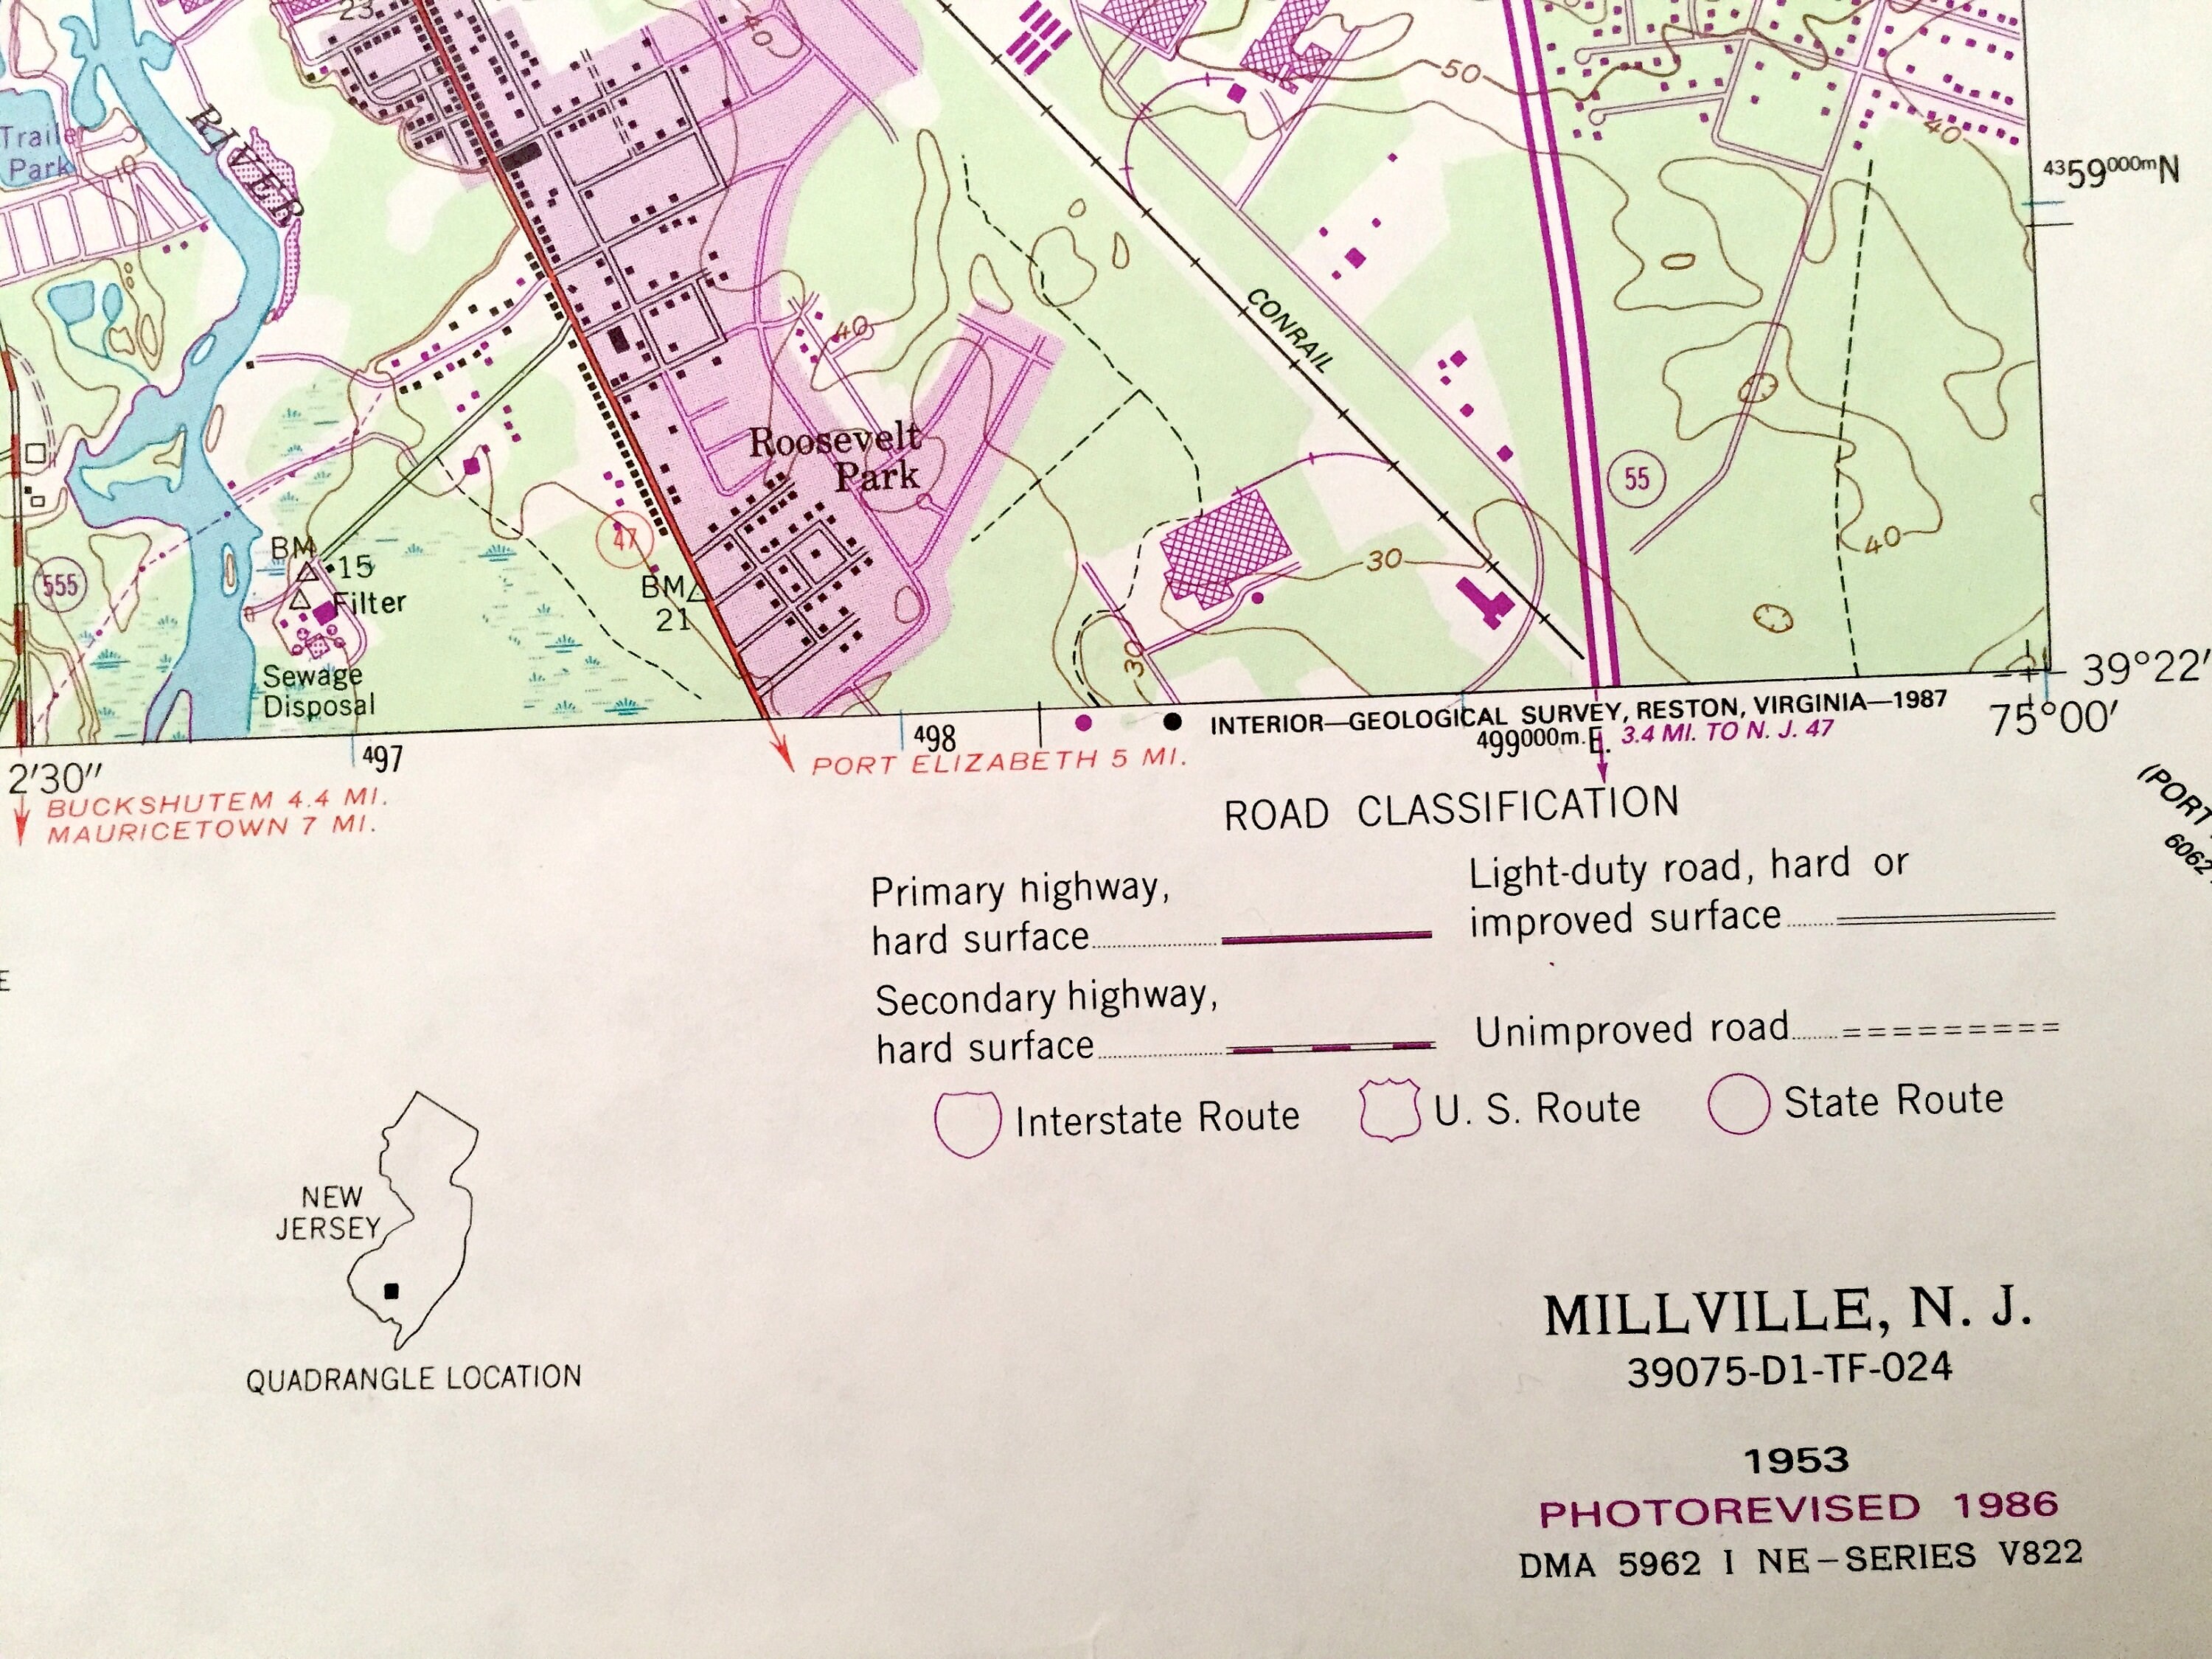 23
40
50
Trailer
Park
10
RIVER
40
4359000mN
CONRAIL
40
Roosevelt
Park
55
47
BM
15
555
Filter
BM
21
30
40
30
Sewage
Disposal
39°22'
75°00'
INTERIOR—GEOLOGICAL SURVEY, RESTON, VIRGINIA—1987
2'30"
497
498
499000m.E.
3.4 MI. TO N. J. 47
PORT ELIZABETH 5 MI.
BUCKSHUTEM 4.4 MI.
MAURICETOWN 7 MI.
(PORT
6062
ROAD CLASSIFICATION
Primary highway,
hard surface
Light-duty road, hard or
improved surface
Secondary highway,
hard surface
Unimproved road
Interstate Route
U. S. Route
State Route
E
NEW
JERSEY
QUADRANGLE LOCATION
MILLVILLE, N. J.
39075-D1-TF-024
1953
PHOTOREVISED 1986
DMA 5962 I NE–SERIES V822